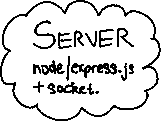 SERVER
node/express.js
+ socket.